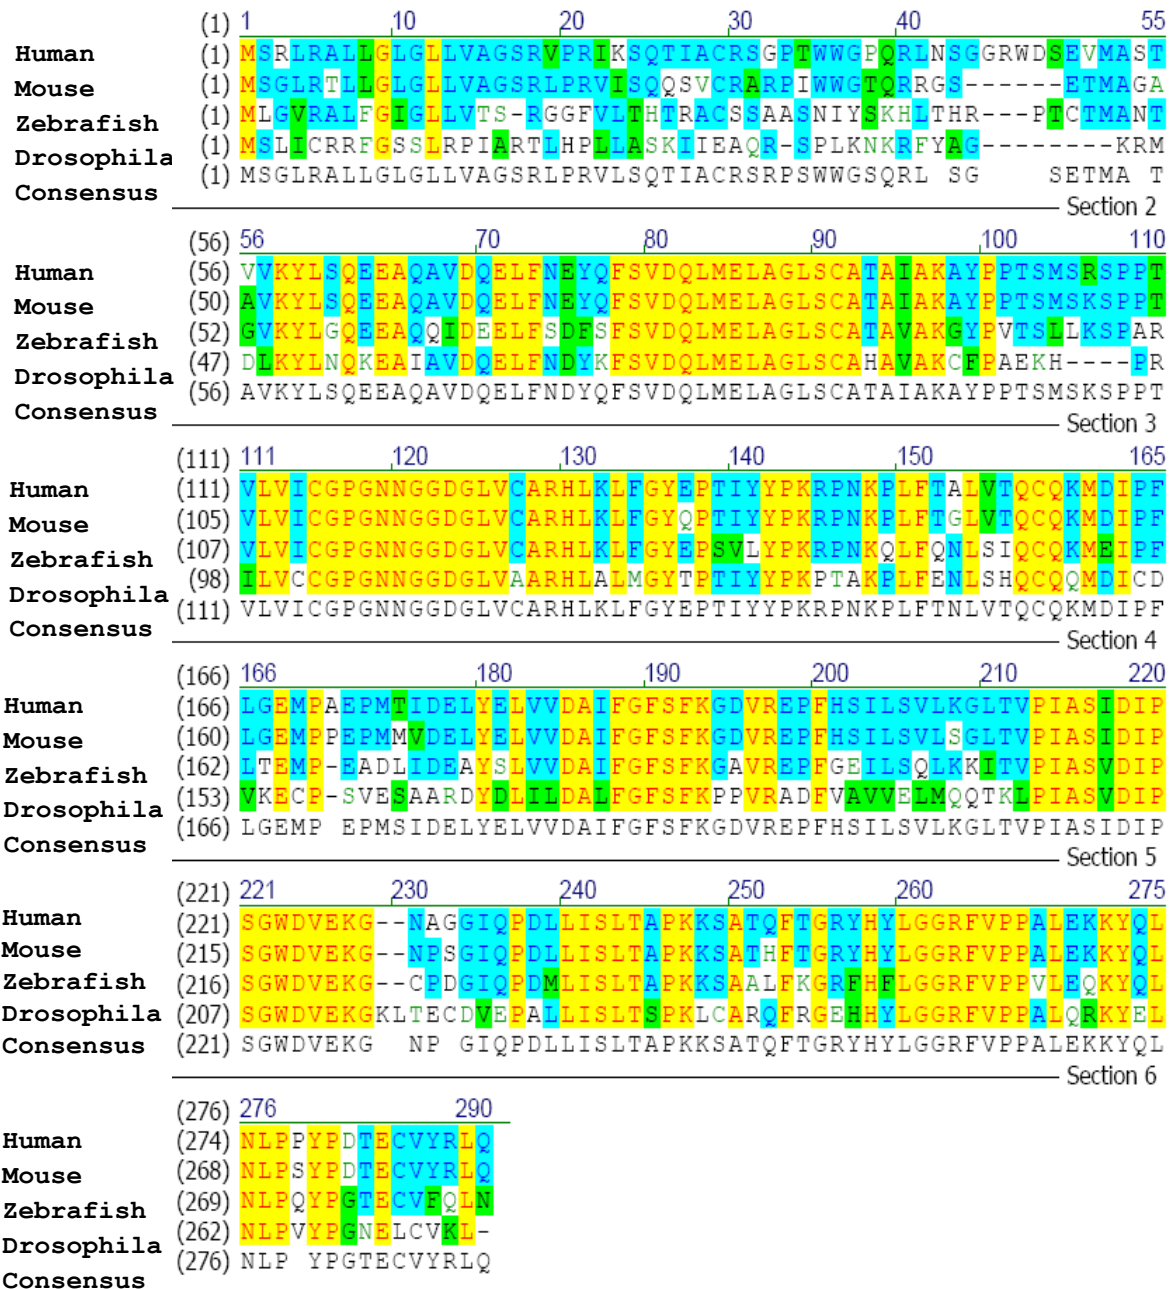 (1) 1 10 20 30 40 55
Human (1) MSRLRALLGLGLLVAGSRVPRIKSQTIACRSGPTWWGPQRLNSGGRWDSEVMAST
Mouse (1) MSGLRTLLGLGLLVAGSRLPRVISQQSVCRARPIWWGTQRRGS------ETMAGA
Zebrafish (1) MLGVRALFGIGLLVTS-RGGFVLTHTRACSSAASNIYSKHLTHR---PTCTMANT
Drosophila (1) MSLICRRFGSSLRPIARTLHPLLASKIIEAQR-SPLKNKRFYAG--------KRM
Consensus (1) MSGLRALLGLGLLVAGSRLPRVLSQTIACRSRPSWWGSQRL SG SETMA T
Section 2
(56) 56 70 80 90 100 110
Human (56) VVKYLSQEEAQAVDQELFNEYQFSVDQLMELAGLSCATAIAKAYPPTSMSRSPPT
Mouse (50) AVKYLSQEEAQAVDQELFNEYQFSVDQLMELAGLSCATAIAKAYPPTSMSKSPPT
Zebrafish (52) GVKYLGQEEAQQIDEELFSDFSFSVDQLMELAGLSCATAVAKGYPVTSLLKSPAR
Drosophila (47) DLKYLNQKEAIAVDQELFNDYKFSVDQLMELAGLSCAHAVAKCFPAEKH----PR
Consensus (56) AVKYLSQEEAQAVDQELFNDYQFSVDQLMELAGLSCATAIAKAYPPTSMSKSPPT
Section 3
(111) 111 120 130 140 150 165
Human (111) VLVICGPGNNGGDGLVCARHLKLFGYEPTIYYPKRPNKPLFTALVTQCQKMDIPF
Mouse (105) VLVICGPGNNGGDGLVCARHLKLFGYQPTIYYPKRPNKPLFTGLVTQCQKMDIPF
Zebrafish (107) VLVICGPGNNGGDGLVCARHLKLFGYEPSVLYPKRPNKQLFQNLSIQCQKMEIPF
Drosophila (98) ILVCCGPGNNGGDGLVAARHLALMGYTPTIYYPKPTAKPLFENLSHQCQQMDICD
Consensus (111) VLVICGPGNNGGDGLVCARHLKLFGYEPTIYYPKRPNKPLFTNLVTQCQKMDIPF
Section 4
(166) 166 180 190 200 210 220
Human (166) LGEMPAEPMTIDELYELVVDAIFGFSFKGDVREPFHSILSVLKGLTVPIASIDIP
Mouse (160) LGEMPPEPMMVDELYELVVDAIFGFSFKGDVREPFHSILSVLSGLTVPIASIDIP
Zebrafish (162) LTEMP-EADLIDEAYSLVVDAIFGFSFKGAVREPFGEILSQLKKITVPIASVDIP
Drosophila (153) VKECP-SVESAARDYDLILDALFGFSFKPPVRADFVAVVELMQQTKLPIASVDIP
Consensus (166) LGEMP EPMSIDELYELVVDAIFGFSFKGDVREPFHSILSVLKGLTVPIASIDIP
Section 5
(221) 221 230 240 250 260 275
Human (221) SGWDVEKG--NAGGIQPDLLISLTAPKKSATQFTGRYHYLGGRFVPPALEKKYQL
Mouse (215) SGWDVEKG--NPSGIQPDLLISLTAPKKSATHFTGRYHYLGGRFVPPALEKKYQL
Zebrafish (216) SGWDVEKG--CPDGIQPDMLISLTAPKKSAALFKGRFHFLGGRFVPPVLEQKYQL
Drosophila (207) SGWDVEKGKLTECDVEPALLISLTSPKLCARQFRGEHHYLGGRFVPPALQRKYEL
Consensus (221) SGWDVEKG NP GIQPDLLISLTAPKKSATQFTGRYHYLGGRFVPPALEKKYQL
Section 6
(276) 276 290
Human (274) NLPPYPDTECVYRLQ
Mouse (268) NLPSYPDTECVYRLQ
Zebrafish (269) NLPQYPGTECVFQLN
Drosophila (262) NLPVYPGNELCVKL-
Consensus (276) NLP YPGTECVYRLQ